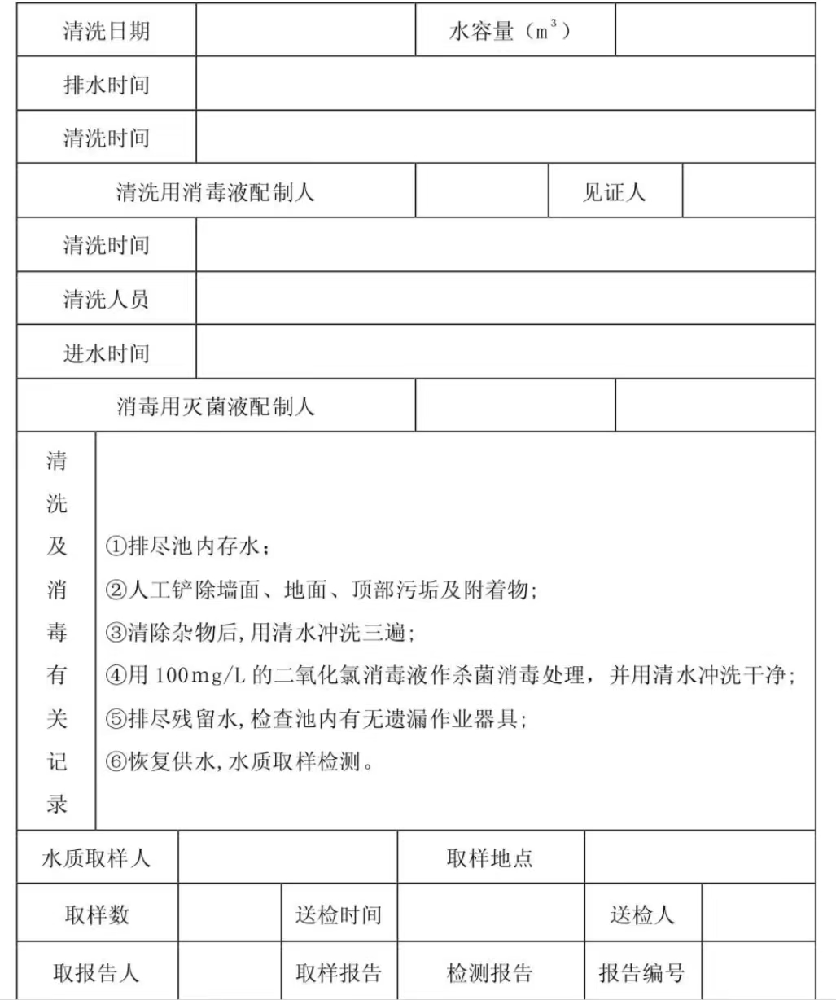 清洗日期 水容量（m³）
排水时间
清洗时间
清洗用消毒液配制人 见证人
清洗时间
清洗人员
进水时间
消毒用灭菌液配制人
清洗及消毒有关记录
①排尽池内存水；
②人工铲除墙面、地面、顶部污垢及附着物;
③清除杂物后,用清水冲洗三遍;
④用 100mg/L 的二氧化氯消毒液作杀菌消毒处理，并用清水冲洗干净;
⑤排尽残留水,检查池内有无遗漏作业器具;
⑥恢复供水,水质取样检测。
水质取样人 取样地点
取样数 送检时间 送检人
取报告人 取样报告 检测报告 报告编号